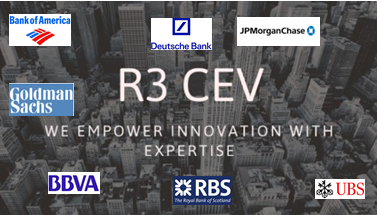 Bank of America
Deutsche Bank
JPMorganChase
Goldman
Sachs
R3 CEV
WE EMPOWER INNOVATION WITH
EXPERTISE
BBVA
RBS
The Royal Bank of Scotland
UBS